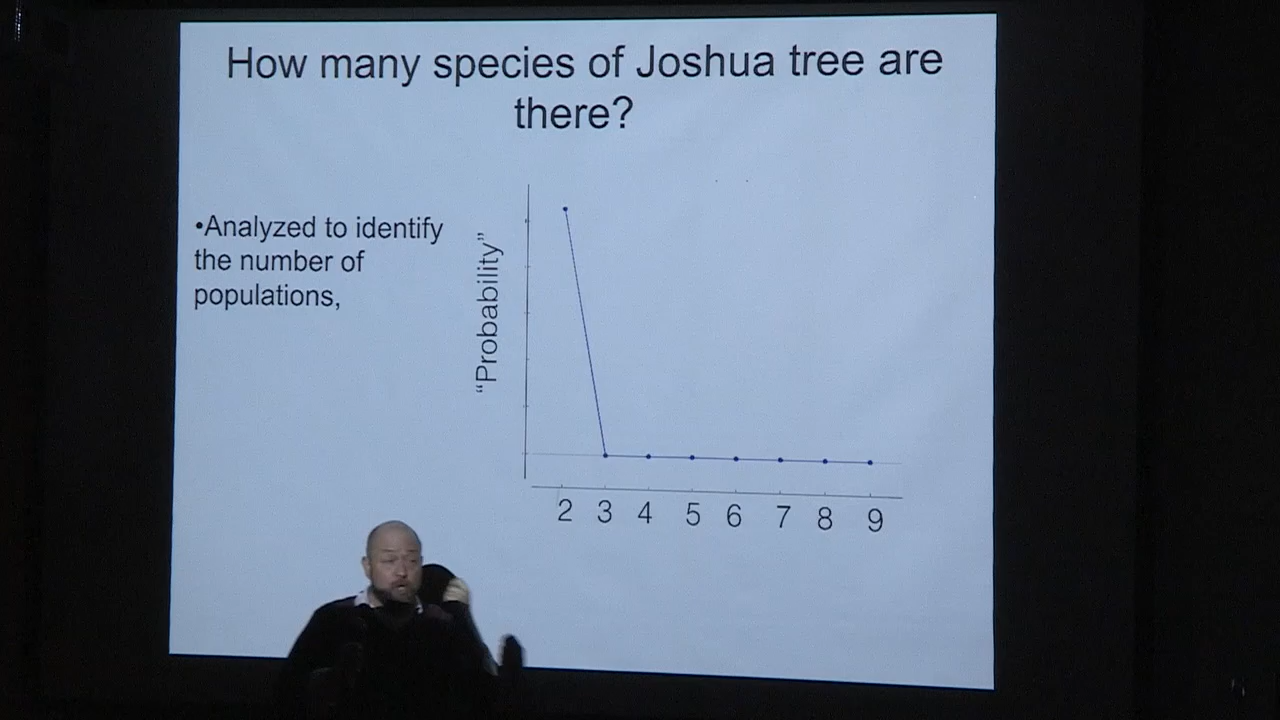 How many species of Joshua tree are
there?
•Analyzed to identify
the number of
populations,
“Probability”
2 3 4 5 6 7 8 9